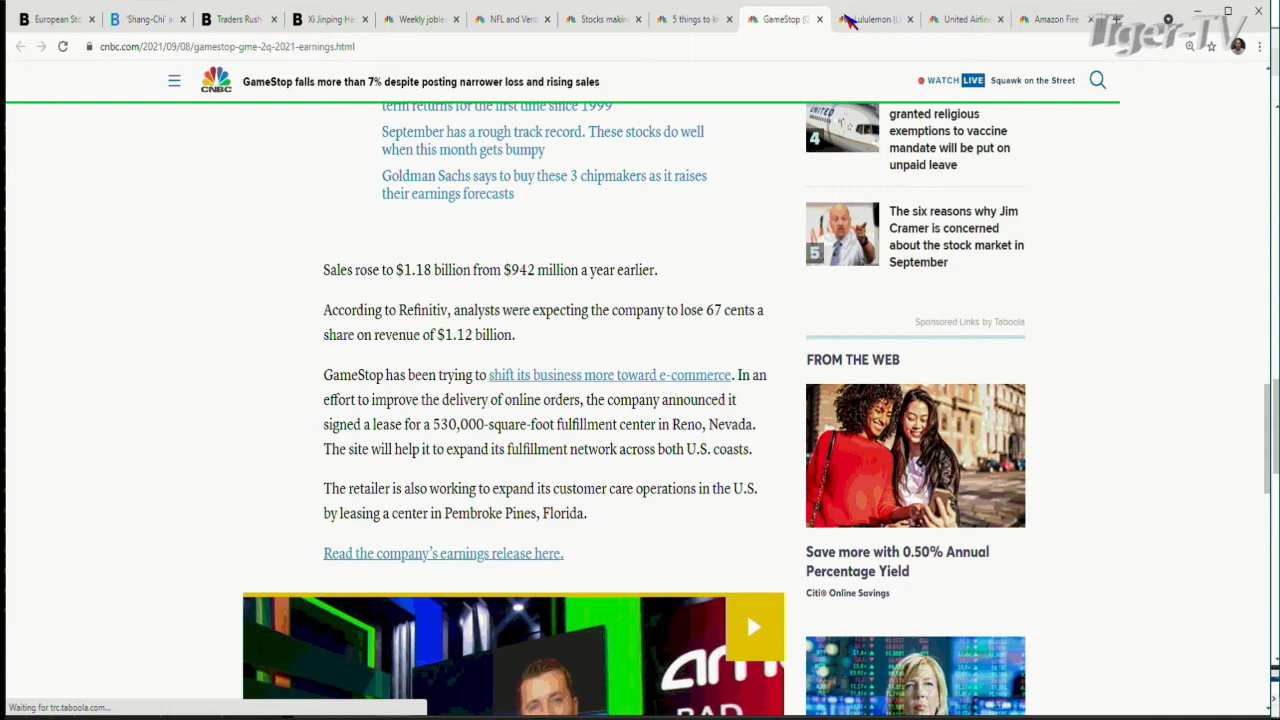 European Sto
'Shang-Chi' a
Traders Rush
Xi Jinping Ha
Weekly jobles
NFL and Veri
Stocks makin
5 things to k
GameStop (G
Lululemon (L
United Airline
Amazon Fire
Tiger-TV
cnbc.com/2021/09/08/gamestop-gme-2q-2021-earnings.html
CNBC
GameStop falls more than 7% despite posting narrower loss and rising sales
WATCH LIVE Squawk on the Street
term returns for the first time since 1999
September has a rough track record. These stocks do well
when this month gets bumpy
Goldman Sachs says to buy these 3 chipmakers as it raises
their earnings forecasts
Sales rose to $1.18 billion from $942 million a year earlier.
According to Refinitiv, analysts were expecting the company to lose 67 cents a
share on revenue of $1.12 billion.
GameStop has been trying to shift its business more toward e-commerce. In an
effort to improve the delivery of online orders, the company announced it
signed a lease for a 530,000-square-foot fulfillment center in Reno, Nevada.
The site will help it to expand its fulfillment network across both U.S. coasts.
The retailer is also working to expand its customer care operations in the U.S.
by leasing a center in Pembroke Pines, Florida.
Read the company's earnings release here.
UNITED
4
granted religious
exemptions to vaccine
mandate will be put on
unpaid leave
5
The six reasons why Jim
Cramer is concerned
about the stock market in
September
Sponsored Links by Taboola
FROM THE WEB
Save more with 0.50% Annual
Percentage Yield
Citi® Online Savings
Waiting for trc.taboola.com...